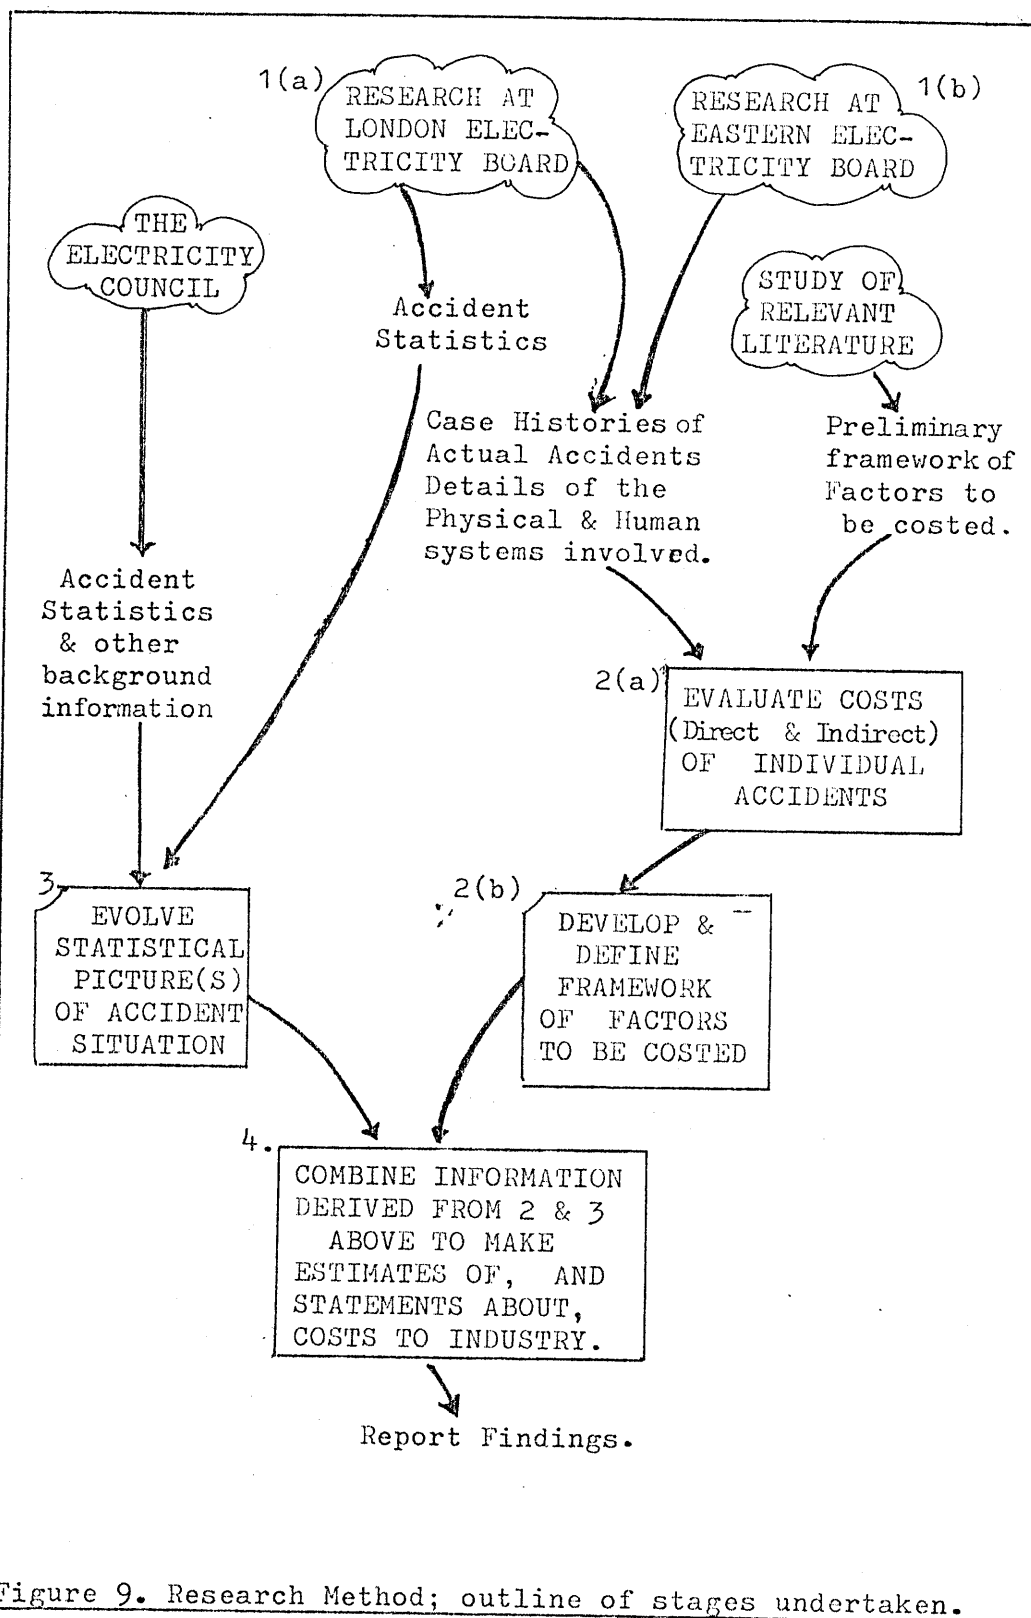 1(a)
RESEARCH AT
LONDON ELEC-
TRICITY BOARD
1(b)
RESEARCH AT
EASTERN ELEC-
TRICITY BOARD
THE
ELECTRICITY
COUNCIL
STUDY OF
RELEVANT
LITERATURE
Accident
Statistics
Case Histories of
Actual Accidents
Details of the
Physical & Human
systems involved.
Preliminary
framework of
Factors to
be costed.
Accident
Statistics
& other
background
information
2(a)
EVALUATE COSTS
(Direct & Indirect)
OF INDIVIDUAL
ACCIDENTS
3
EVOLVE
STATISTICAL
PICTURE(S)
OF ACCIDENT
SITUATION
2(b)
DEVELOP &
DEFINE
FRAMEWORK
OF FACTORS
TO BE COSTED
4.
COMBINE INFORMATION
DERIVED FROM 2 & 3
ABOVE TO MAKE
ESTIMATES OF, AND
STATEMENTS ABOUT,
COSTS TO INDUSTRY.
Report Findings.
Figure 9. Research Method; outline of stages undertaken.